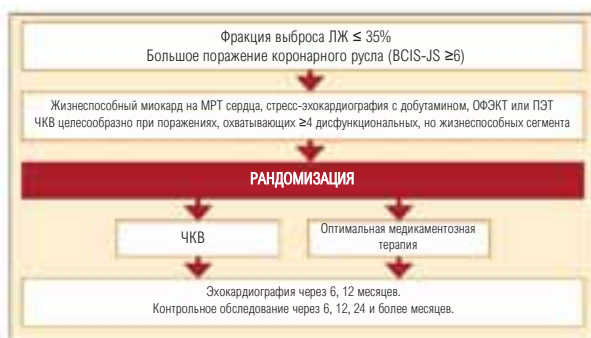 Фракция выброса ЛЖ ≤ 35%
Большое поражение коронарного русла (BCIS-JS ≥6)
Жизнеспособный миокард на МРТ сердца, стресс-эхокардиография с добутамином, ОФЭКТ или ПЭТ
ЧКВ целесообразно при поражениях, охватывающих ≥4 дисфункциональных, но жизнеспособных сегмента
РАНДОМИЗАЦИЯ
ЧКВ
Оптимальная медикаментозная
терапия
Эхокардиография через 6, 12 месяцев.
Контрольное обследование через 6, 12, 24 и более месяцев.